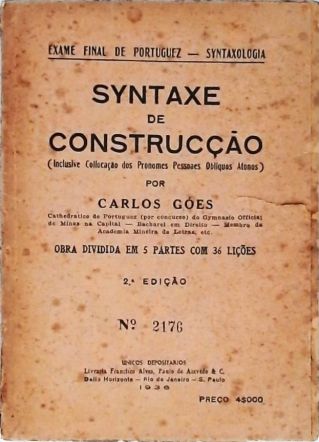 EXAME FINAL DE PORTUGUEZ — SYNTAXOLOGIA
SYNTAXE
DE
CONSTRUCÇÃO
(Inclusive Collocação dos Pronomes Pessoaes Obliquos Atonos)
POR
CARLOS GÓES
Cathedratico de Portuguez (por concurso) do Gymnasio Official
de Minas na Capital — Bacharel em Direito — Membro da
Academia Mineira de Letras, etc.
OBRA DIVIDIDA EM 5 PARTES COM 36 LIÇÕES
2.ª EDIÇÃO
Nº 2176
UNICOS DEPOSITARIOS
Livraria Francisco Alves, Paulo de Azevedo & C.
Bello Horizonte — Rio de Janeiro — S. Paulo
1936
PREÇO 4$000